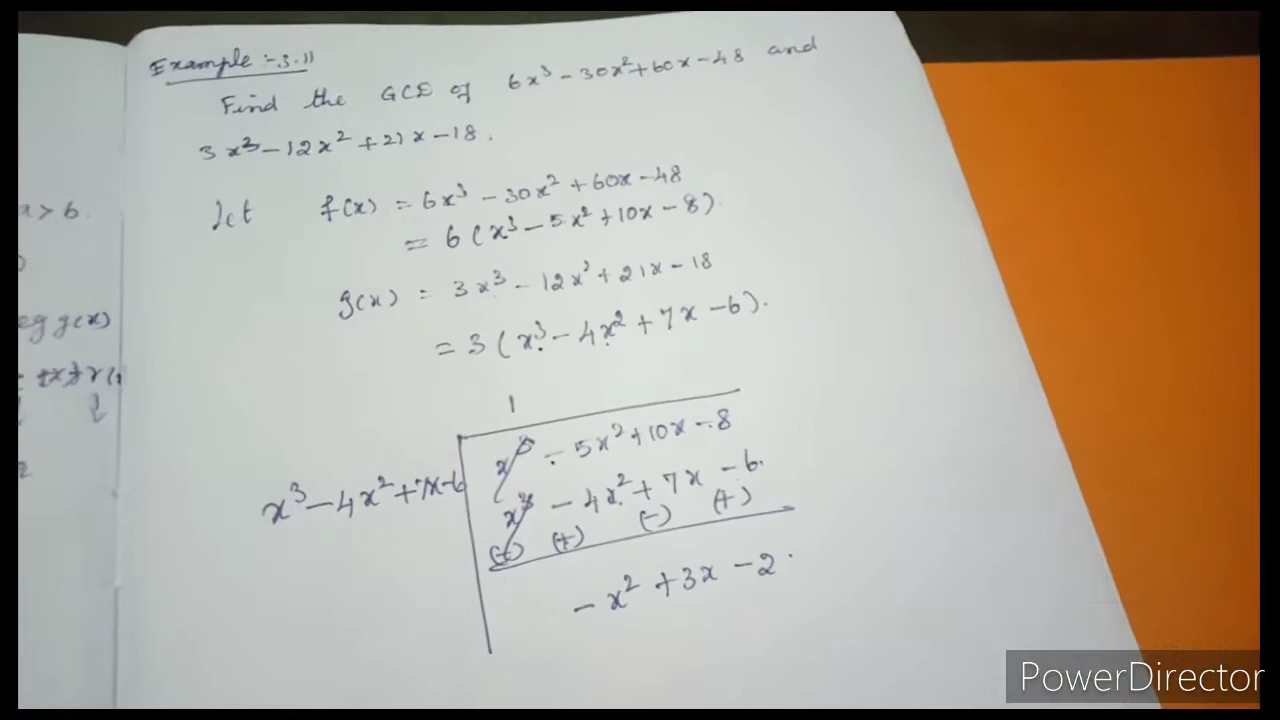 Example :- 3.11
Find the GCD of 6x³ - 30x² + 60x - 48 and
3x³ - 12x² + 21x - 18.
Let f(x) = 6x³ - 30x² + 60x - 48
= 6 (x³ - 5x² + 10x - 8)
g(x) = 3x³ - 12x² + 21x - 18
= 3 (x³ - 4x² + 7x - 6).
1
x³ - 5x² + 10x - 8
x³ - 4x² + 7x - 6
x³ - 4x² + 7x - 6.
(-) (+) (-) (+)
- x² + 3x - 2.
> 6.
g(x)
PowerDirector